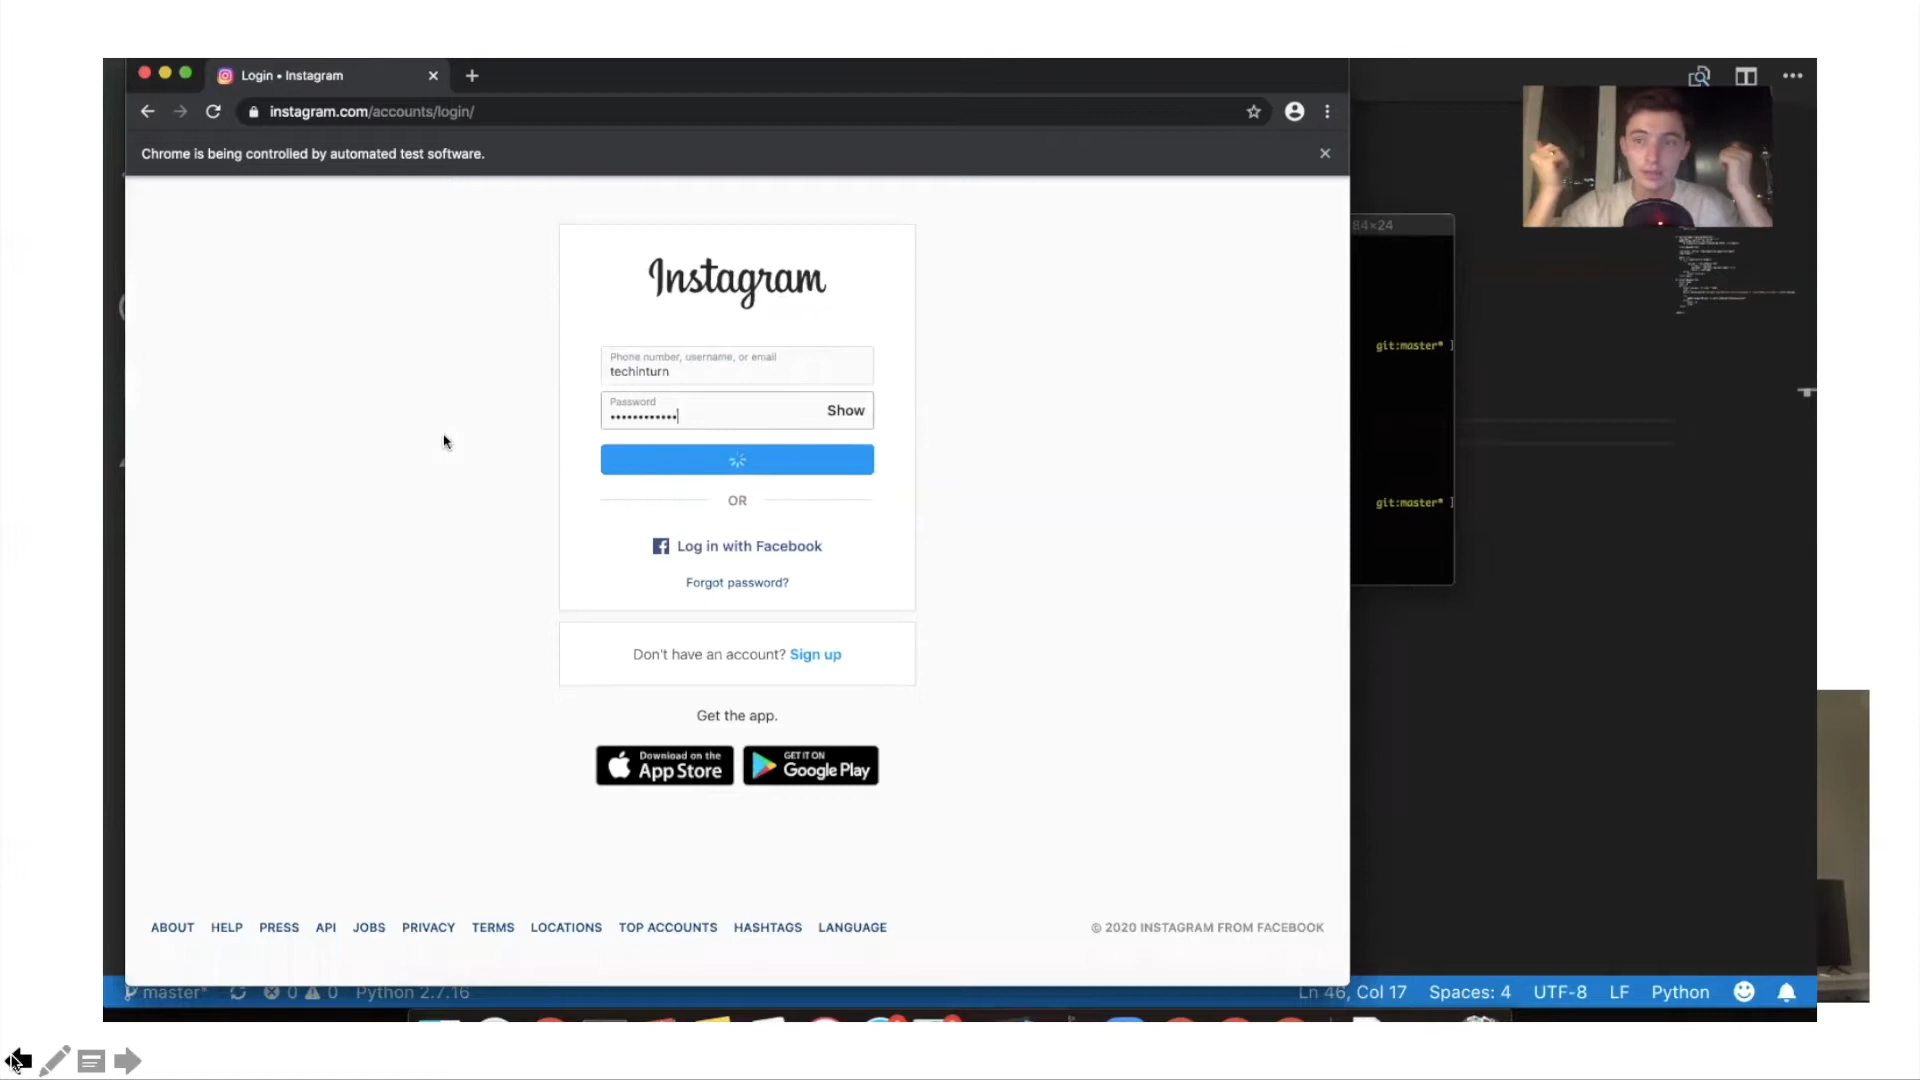 Login • Instagram
instagram.com/accounts/login/
Chrome is being controlled by automated test software.
84×24
Instagram
Phone number, username, or email
techinturn
Password
••••••••••••
Show
git:master* ]
OR
git:master* ]
Log in with Facebook
Forgot password?
Don't have an account? Sign up
Get the app.
Download on the
App Store
GET IT ON
Google Play
ABOUT HELP PRESS API JOBS PRIVACY TERMS LOCATIONS TOP ACCOUNTS HASHTAGS LANGUAGE © 2020 INSTAGRAM FROM FACEBOOK
master* 0 0 Python 2.7.16 Ln 46, Col 17 Spaces: 4 UTF-8 LF Python